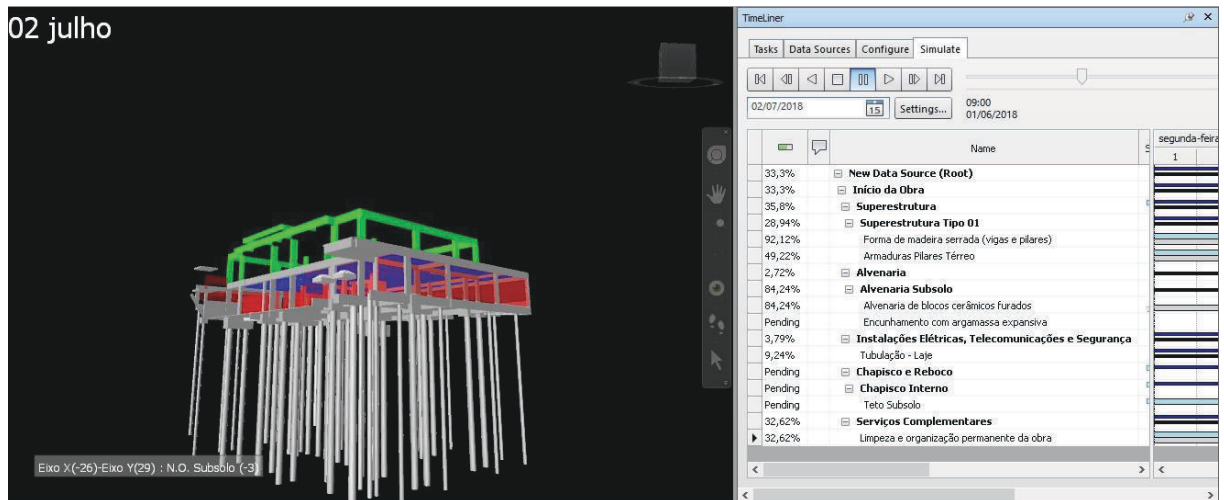 02 julho
TimeLiner
Tasks Data Sources Configure Simulate
02/07/2018 15 Settings... 09:00
01/06/2018
Name segunda-feira
1
33,3% New Data Source (Root)
33,3% Início da Obra
35,8% Superestrutura
28,94% Superestrutura Tipo 01
92,12% Forma de madeira serrada (vigas e pilares)
49,22% Armaduras Pilares Térreo
2,72% Alvenaria
84,24% Alvenaria Subsolo
84,24% Alvenaria de blocos cerâmicos furados
Pending Encunhamento com argamassa expansiva
3,79% Instalações Elétricas, Telecomunicações e Segurança
9,24% Tubulação - Laje
Pending Chapisco e Reboco
Pending Chapisco Interno
Pending Teto Subsolo
32,62% Serviços Complementares
32,62% Limpeza e organização permanente da obra
Eixo X(-26)-Eixo Y(29) : N.O. Subsolo (-3)